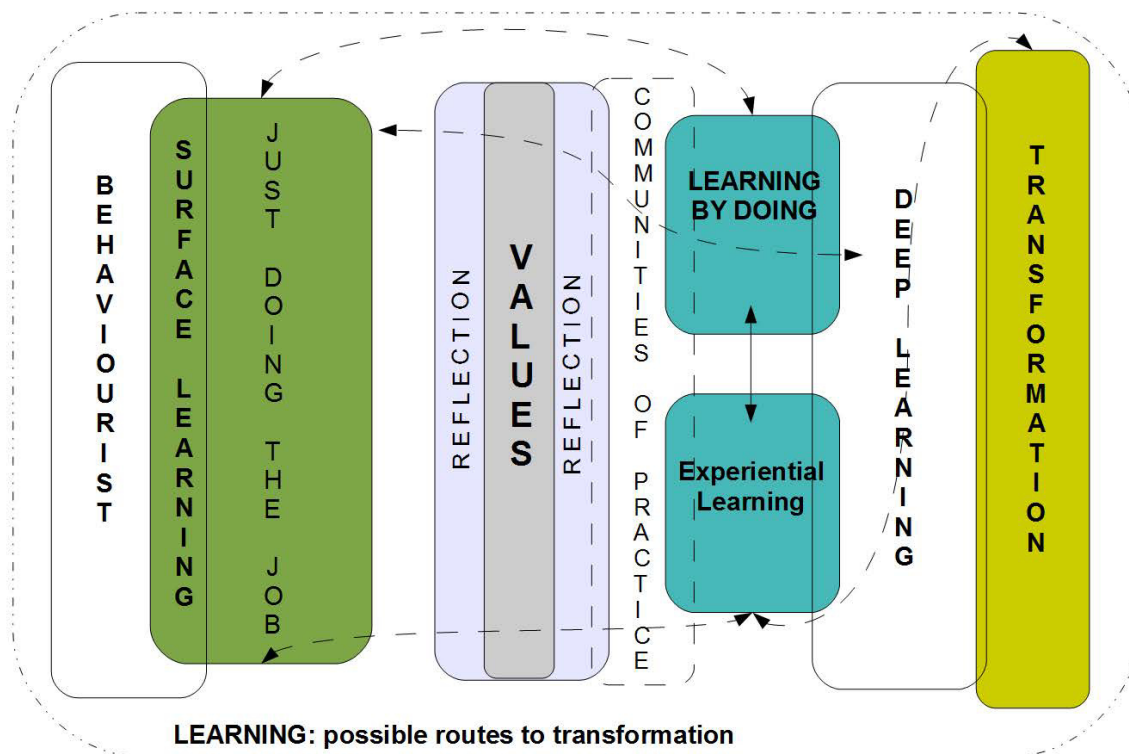 BEHAVIOURIST
SURFACE LEARNING
JUST DOING THE JOB
REFLECTION
VALUES
REFLECTION
COMMUNITIES OF PRACTICE
LEARNING
BY DOING
Experiential
Learning
DEEP LEARNING
TRANSFORMATION
LEARNING: possible routes to transformation